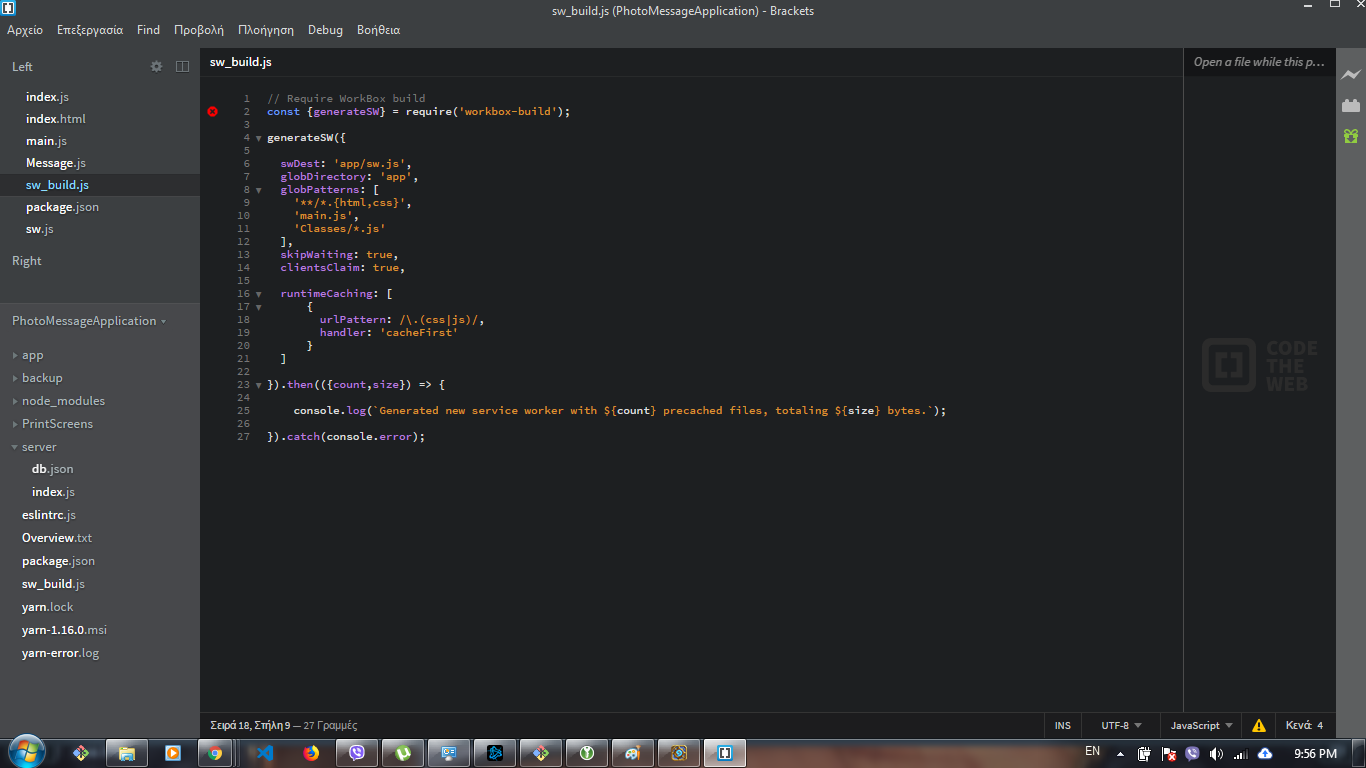 sw_build.js (PhotoMessageApplication) - Brackets
Αρχείο Επεξεργασία Find Προβολή Πλοήγηση Debug Βοήθεια
Left
index.js
index.html
main.js
Message.js
sw_build.js
package.json
sw.js
Right
PhotoMessageApplication
app
backup
node_modules
PrintScreens
server
db.json
index.js
eslintrc.js
Overview.txt
package.json
sw_build.js
yarn.lock
yarn-1.16.0.msi
yarn-error.log
sw_build.js
1 // Require WorkBox build
2 const {generateSW} = require('workbox-build');
3
4 generateSW({
5
6 swDest: 'app/sw.js',
7 globDirectory: 'app',
8 globPatterns: [
9 '**/*.{html,css}',
10 'main.js',
11 'Classes/*.js'
12 ],
13 skipWaiting: true,
14 clientsClaim: true,
15
16 runtimeCaching: [
17 {
18 urlPattern: /\.(css|js)/,
19 handler: 'cacheFirst'
20 }
21 ]
22
23 }).then(({count,size}) => {
24
25 console.log(`Generated new service worker with ${count} precached files, totaling ${size} bytes.`);
26
27 }).catch(console.error);
Open a file while this p...
CODE
THE
WEB
Σειρά 18, Στήλη 9 — 27 Γραμμές
INS UTF-8 JavaScript Κενά: 4
EN 9:56 PM